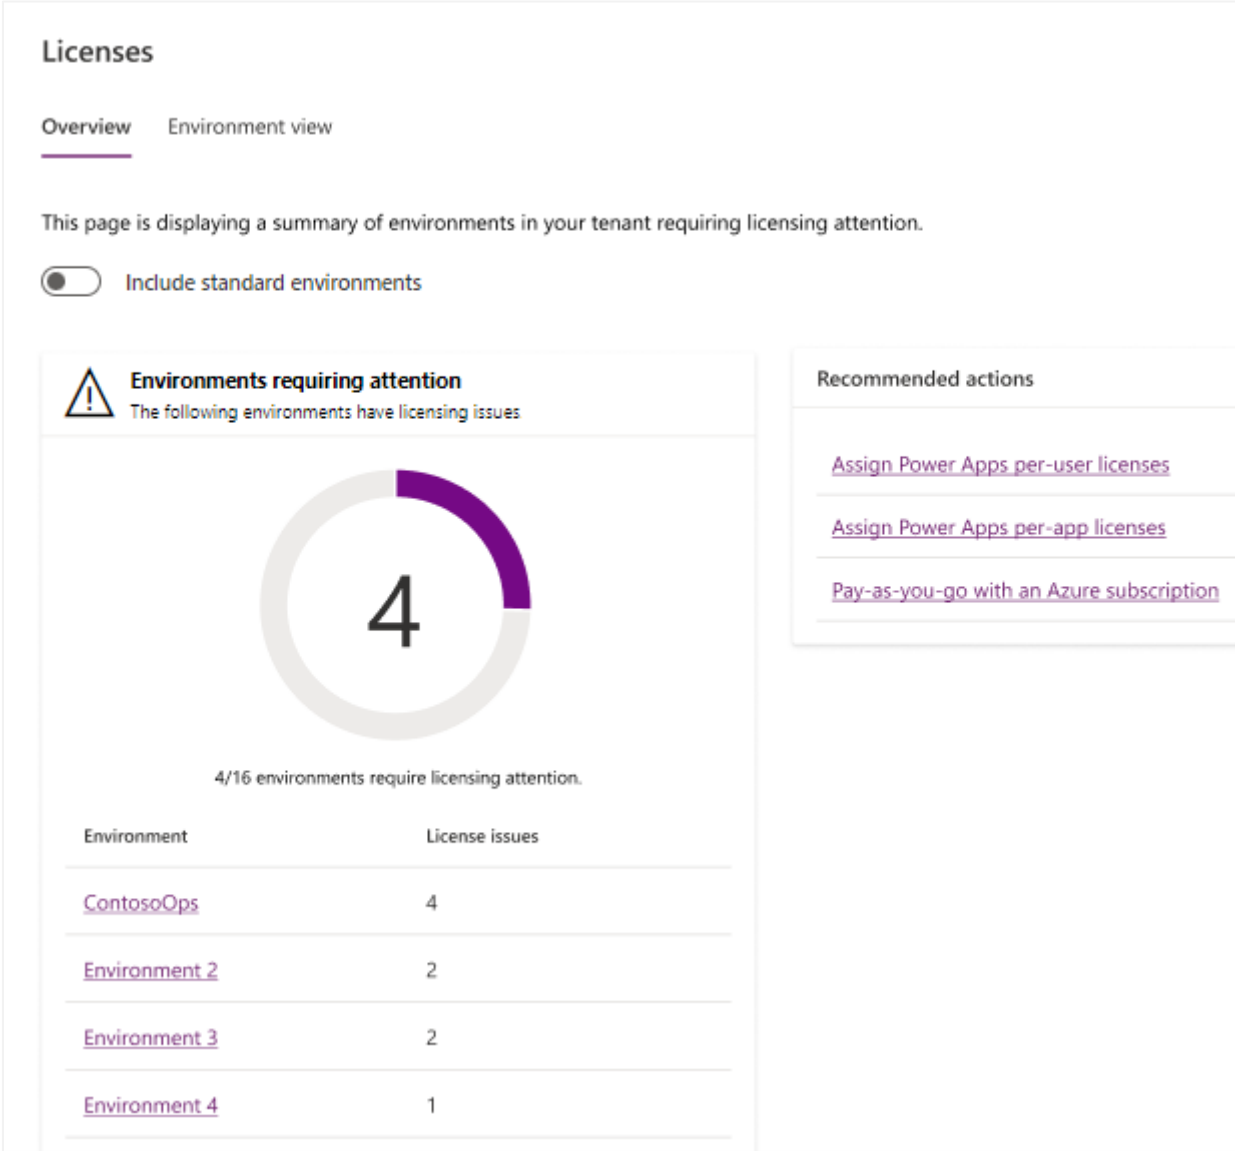 Licenses
Overview
Environment view
This page is displaying a summary of environments in your tenant requiring licensing attention.
Include standard environments
Environments requiring attention
The following environments have licensing issues
4
4/16 environments require licensing attention.
Environment License issues
ContosoOps 4
Environment 2 2
Environment 3 2
Environment 4 1
Recommended actions
Assign Power Apps per-user licenses
Assign Power Apps per-app licenses
Pay-as-you-go with an Azure subscription